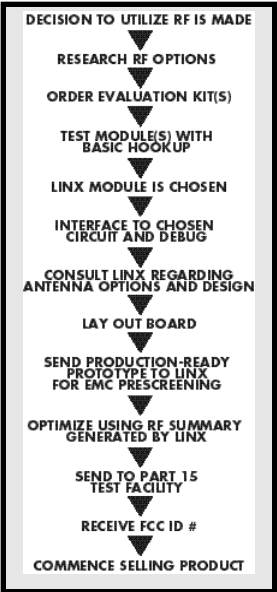 DECISION TO UTILIZE RF IS MADE
RESEARCH RF OPTIONS
ORDER EVALUATION KIT(S)
TEST MODULE(S) WITH
BASIC HOOKUP
LINX MODULE IS CHOSEN
INTERFACE TO CHOSEN
CIRCUIT AND DEBUG
CONSULT LINX REGARDING
ANTENNA OPTIONS AND DESIGN
LAY OUT BOARD
SEND PRODUCTION-READY
PROTOTYPE TO LINX
FOR EMC PRESCREENING
OPTIMIZE USING RF SUMMARY
GENERATED BY LINX
SEND TO PART 15
TEST FACILITY
RECEIVE FCC ID #
COMMENCE SELLING PRODUCT